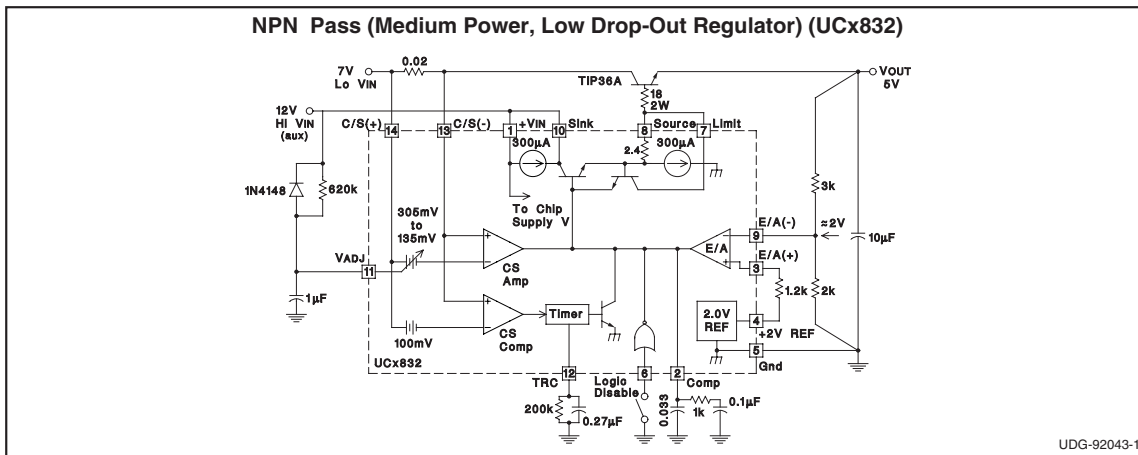 NPN Pass (Medium Power, Low Drop-Out Regulator) (UCx832)
7V
Lo VIN
0.02
TIP36A
VOUT
5V
18
2W
12V
HI VIN
(aux)
C/S(+)
C/S(-)
+VIN
Sink
Source
Limit
14
13
1
10
8
7
300µA
2.4
300µA
1N4148
620k
3k
To Chip
Supply V
305mV
to
135mV
E/A(-)
≈2V
9
10µF
VADJ
11
+
-
CS
Amp
-
E/A
+
E/A(+)
3
1.2k
2k
1µF
+
-
CS
Comp
Timer
2.0V
REF
4
+2V REF
100mV
5
Gnd
UCx832
12
6
2
TRC
Logic
Disable
Comp
200k
0.27µF
0.033
1k
0.1µF
UDG-92043-1